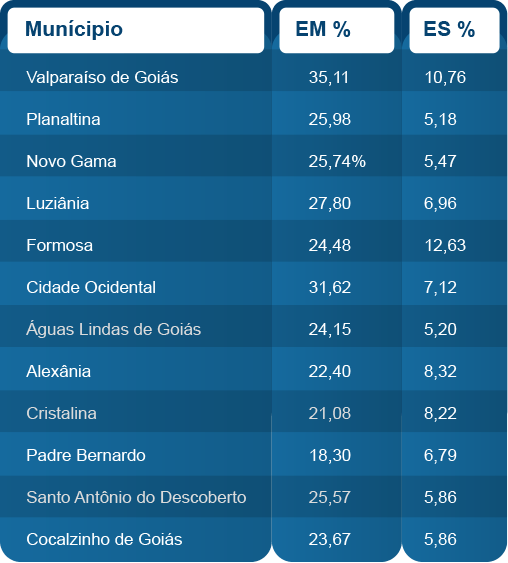 Munícipio EM % ES %
Valparaíso de Goiás 35,11 10,76
Planaltina 25,98 5,18
Novo Gama 25,74% 5,47
Luziânia 27,80 6,96
Formosa 24,48 12,63
Cidade Ocidental 31,62 7,12
Águas Lindas de Goiás 24,15 5,20
Alexânia 22,40 8,32
Cristalina 21,08 8,22
Padre Bernardo 18,30 6,79
Santo Antônio do Descoberto 25,57 5,86
Cocalzinho de Goiás 23,67 5,86